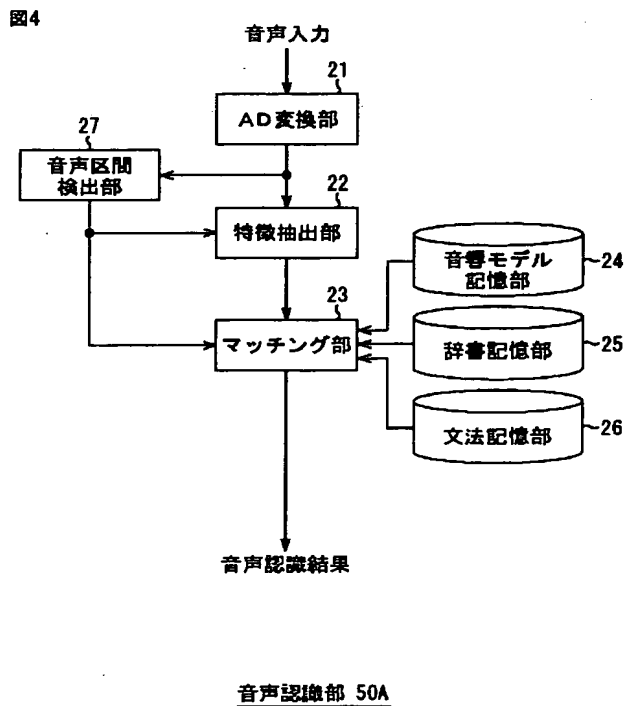 図4
音声入力
21
AD変換部
27
音声区間
検出部
22
特徴抽出部
音響モデル
記憶部
24
23
マッチング部
辞書記憶部
25
文法記憶部
26
音声認識結果
音声認識部 50A